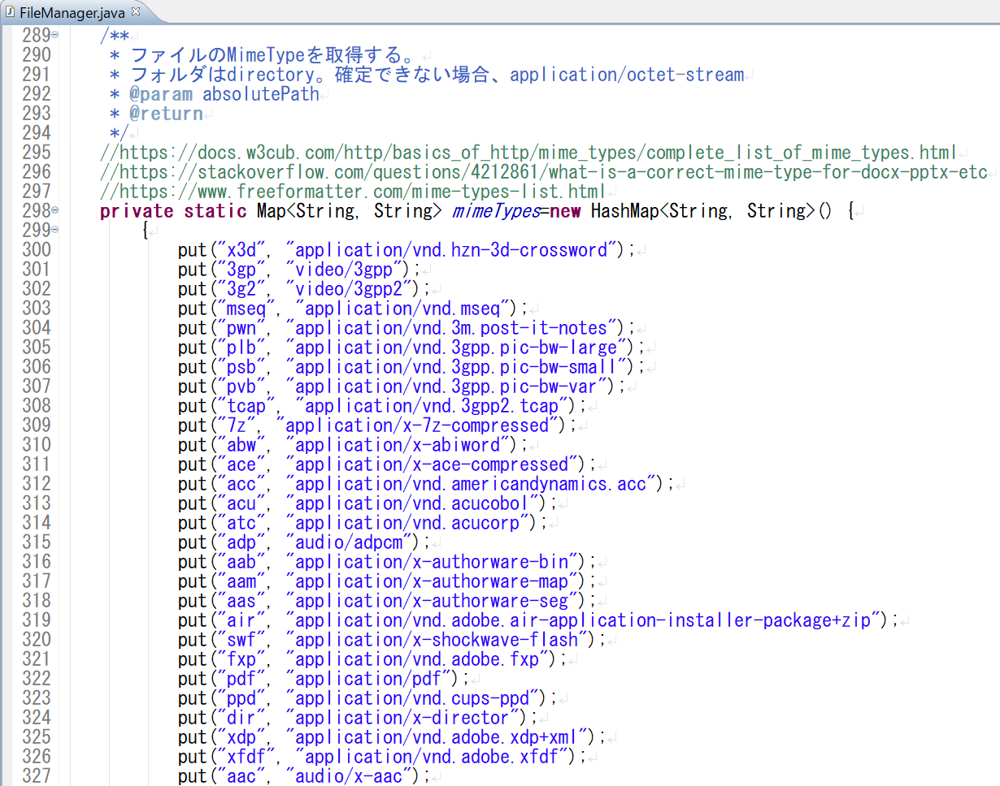 FileManager.java
289 /**
290 * ファイルのMimeTypeを取得する。
291 * フォルダはdirectory。確定できない場合、application/octet-stream
292 * @param absolutePath
293 * @return
294 */
295 //https://docs.w3cub.com/http/basics_of_http/mime_types/complete_list_of_mime_types.html
296 //https://stackoverflow.com/questions/4212861/what-is-a-correct-mime-type-for-docx-pptx-etc
297 //https://www.freeformatter.com/mime-types-list.html
298 private static Map<String, String> mimeTypes=new HashMap<String, String>() {
299 {
300 put("x3d", "application/vnd.hzn-3d-crossword");
301 put("3gp", "video/3gpp");
302 put("3g2", "video/3gpp2");
303 put("mseq", "application/vnd.mseq");
304 put("pwn", "application/vnd.3m.post-it-notes");
305 put("plb", "application/vnd.3gpp.pic-bw-large");
306 put("psb", "application/vnd.3gpp.pic-bw-small");
307 put("pvb", "application/vnd.3gpp.pic-bw-var");
308 put("tcap", "application/vnd.3gpp2.tcap");
309 put("7z", "application/x-7z-compressed");
310 put("abw", "application/x-abiword");
311 put("ace", "application/x-ace-compressed");
312 put("acc", "application/vnd.americandynamics.acc");
313 put("acu", "application/vnd.acucobol");
314 put("atc", "application/vnd.acucorp");
315 put("adp", "audio/adpcm");
316 put("aab", "application/x-authorware-bin");
317 put("aam", "application/x-authorware-map");
318 put("aas", "application/x-authorware-seg");
319 put("air", "application/vnd.adobe.air-application-installer-package+zip");
320 put("swf", "application/x-shockwave-flash");
321 put("fxp", "application/vnd.adobe.fxp");
322 put("pdf", "application/pdf");
323 put("ppd", "application/vnd.cups-ppd");
324 put("dir", "application/x-director");
325 put("xdp", "application/vnd.adobe.xdp+xml");
326 put("xfdf", "application/vnd.adobe.xfdf");
327 put("aac", "audio/x-aac");